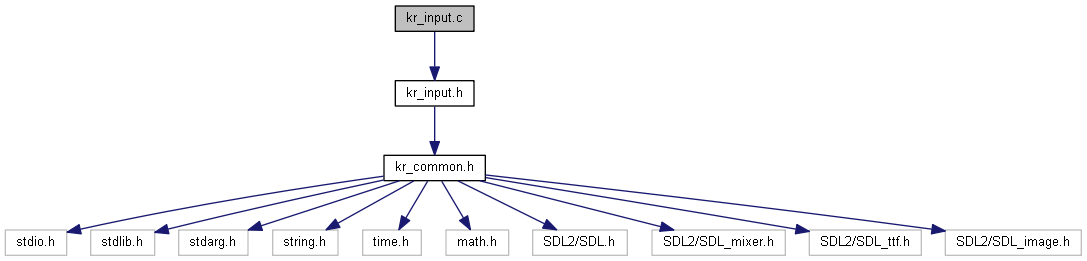 kr_input.c
kr_input.h
kr_common.h
stdio.h
stdlib.h
stdarg.h
string.h
time.h
math.h
SDL2/SDL.h
SDL2/SDL_mixer.h
SDL2/SDL_ttf.h
SDL2/SDL_image.h